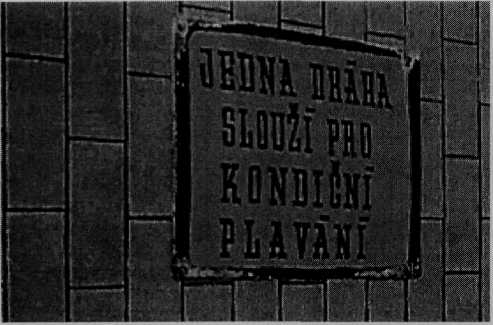 JEDNA DRÁHA
SLOUŽÍ PRO
KONDIČNÍ
PLAVÁNÍ